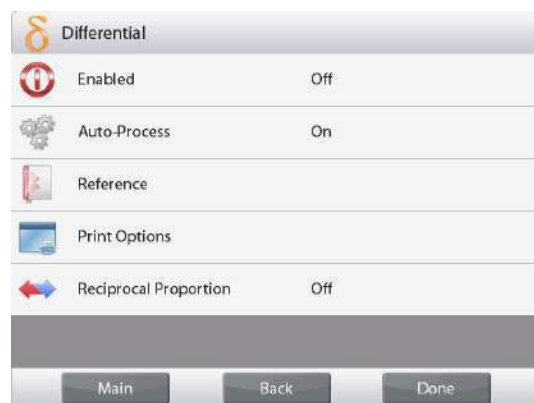 δ Differential
Enabled Off
Auto-Process On
Reference
Print Options
Reciprocal Proportion Off
Main Back Done